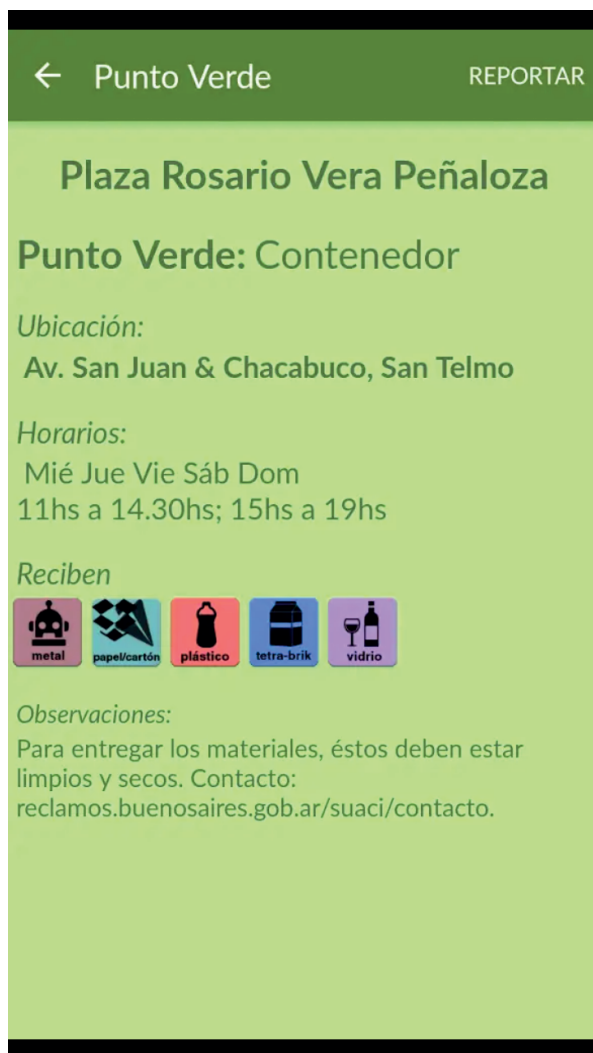 ← Punto Verde REPORTAR
Plaza Rosario Vera Peñaloza
Punto Verde: Contenedor
Ubicación:
Av. San Juan & Chacabuco, San Telmo
Horarios:
Mié Jue Vie Sáb Dom
11hs a 14.30hs; 15hs a 19hs
Reciben
metal papel/cartón plástico tetra-brik vidrio
Observaciones:
Para entregar los materiales, éstos deben estar
limpios y secos. Contacto:
reclamos.buenosaires.gob.ar/suaci/contacto.